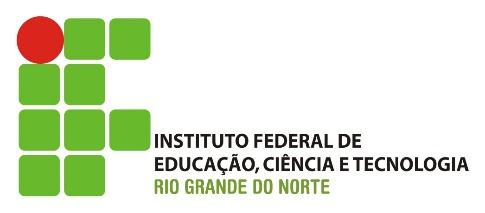 INSTITUTO FEDERAL DE
EDUCAÇÃO, CIÊNCIA E TECNOLOGIA
RIO GRANDE DO NORTE